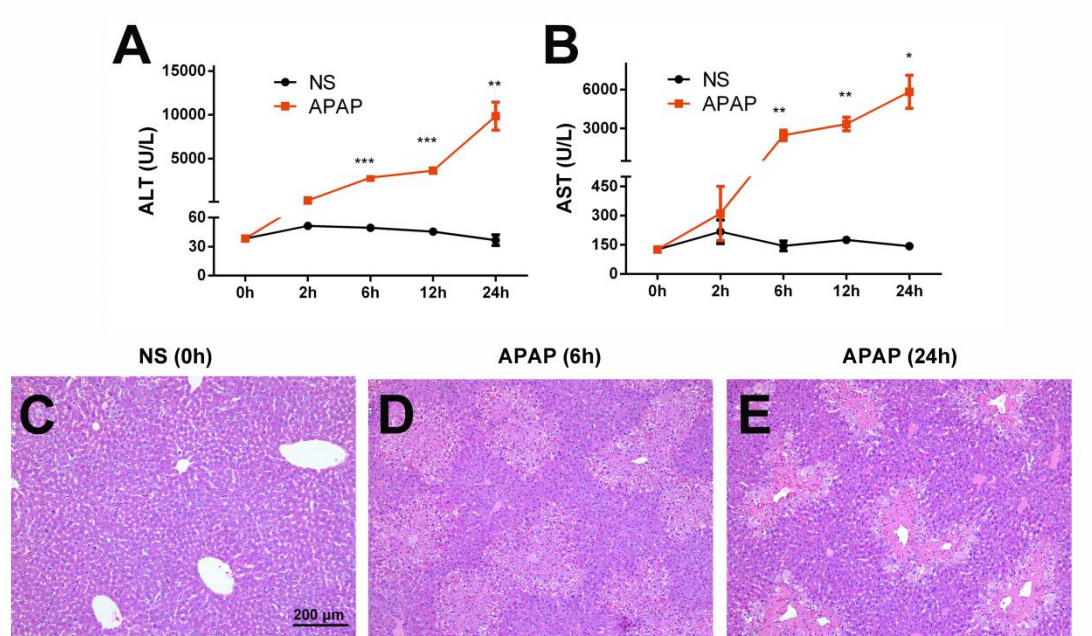 A
ALT (U/L)
15000
10000
5000
60
30
0
NS
APAP
***
***
**
0h 2h 6h 12h 24h
B
AST (U/L)
6000
3000
450
300
150
0
NS
APAP
**
**
*
0h 2h 6h 12h 24h
NS (0h)
APAP (6h)
APAP (24h)
C
200 µm
D
E